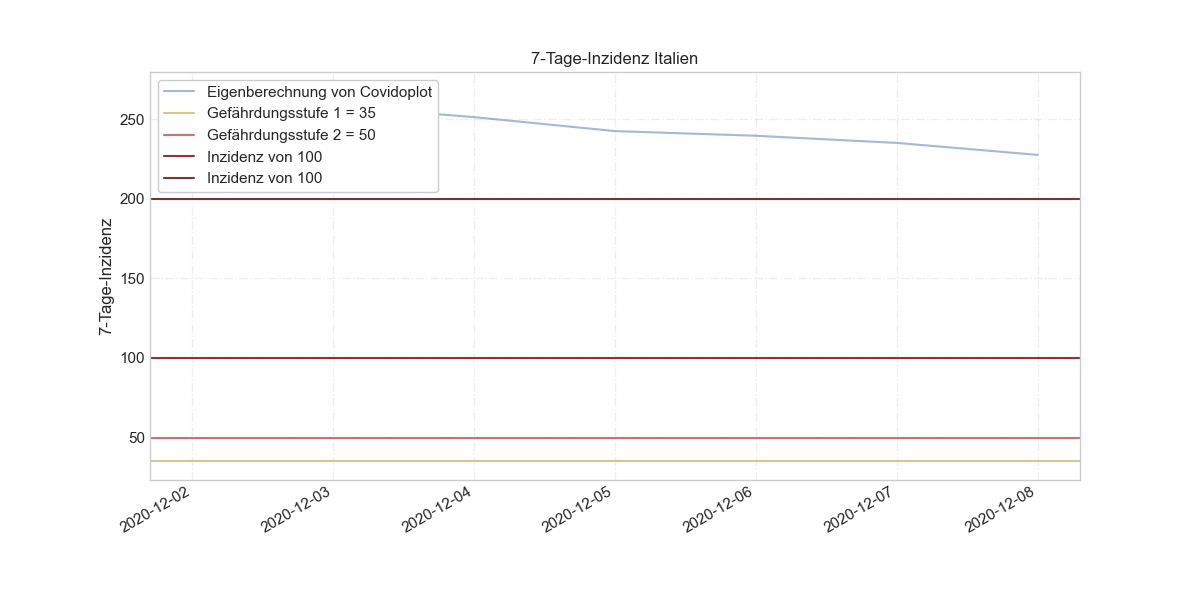 7-Tage-Inzidenz Italien
Eigenberechnung von Covidoplot
Gefährdungsstufe 1 = 35
Gefährdungsstufe 2 = 50
Inzidenz von 100
Inzidenz von 100
7-Tage-Inzidenz
250
200
150
100
50
2020-12-02
2020-12-03
2020-12-04
2020-12-05
2020-12-06
2020-12-07
2020-12-08